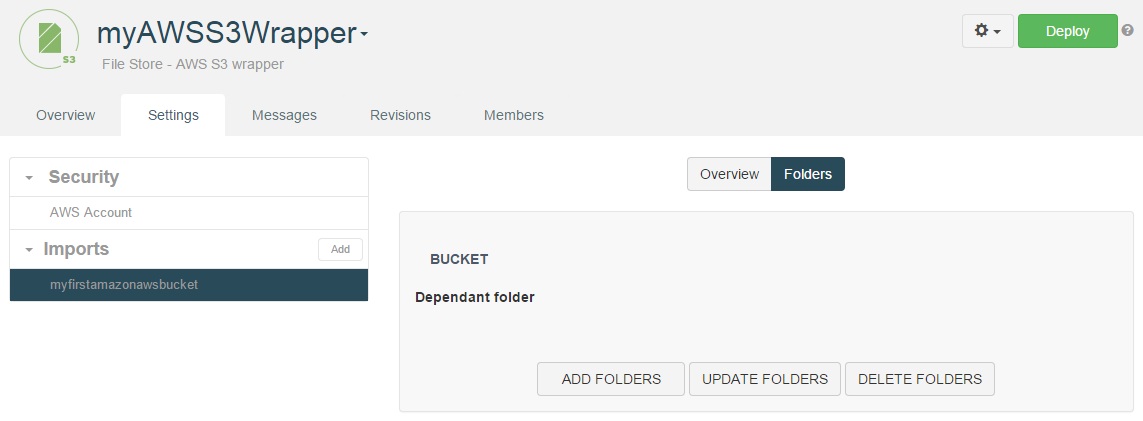 S3
myAWSS3Wrapper
File Store - AWS S3 wrapper
Deploy
?
Overview Settings Messages Revisions Members
Security
AWS Account
Imports Add
myfirstamazonawsbucket
Overview Folders
BUCKET
Dependant folder
ADD FOLDERS UPDATE FOLDERS DELETE FOLDERS